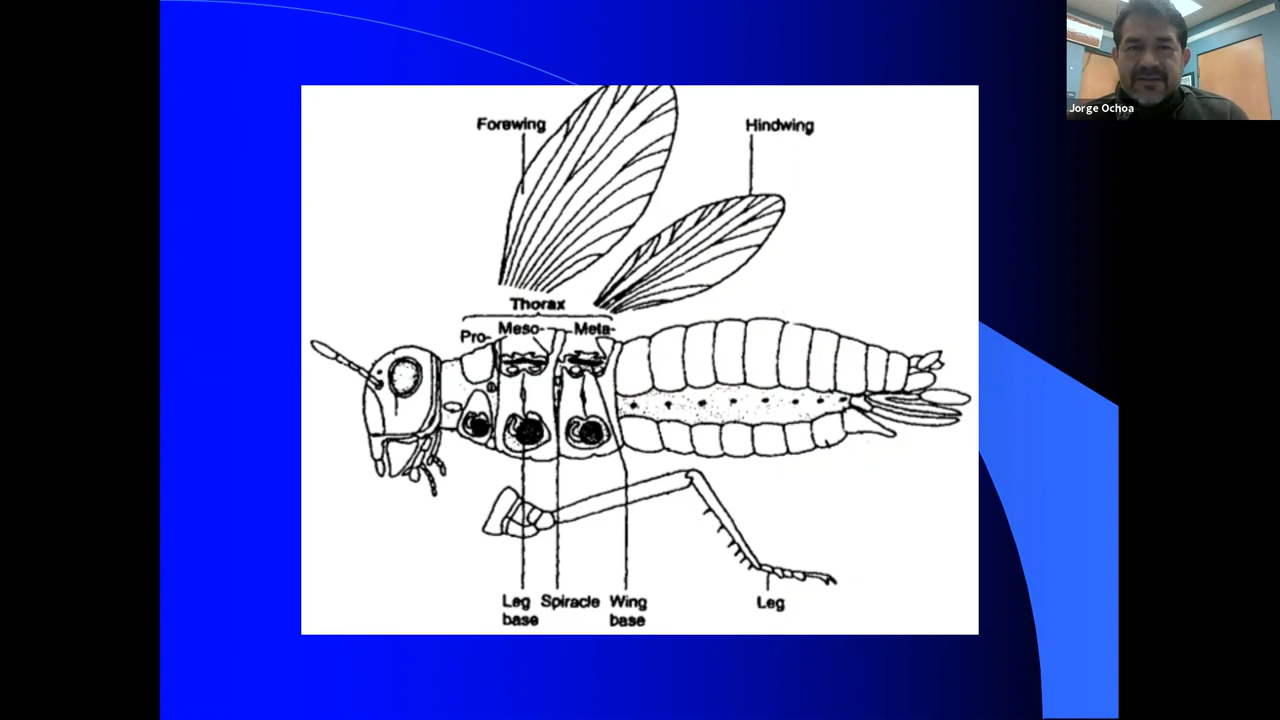 Jorge Ochoa
Forewing
Hindwing
Thorax
Pro-
Meso-
Meta-
Leg base
Spiracle
Wing base
Leg